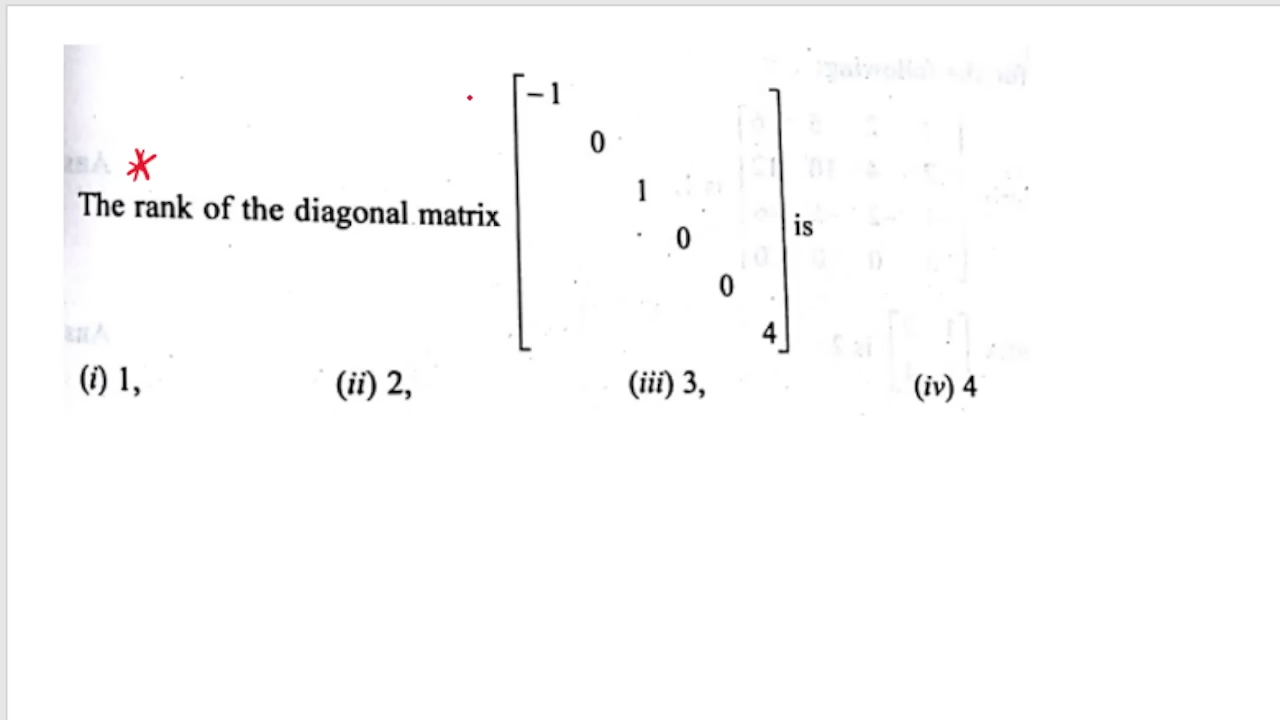 The rank of the diagonal matrix
-1
0
1
0
0
4
is
(i) 1, (ii) 2, (iii) 3, (iv) 4